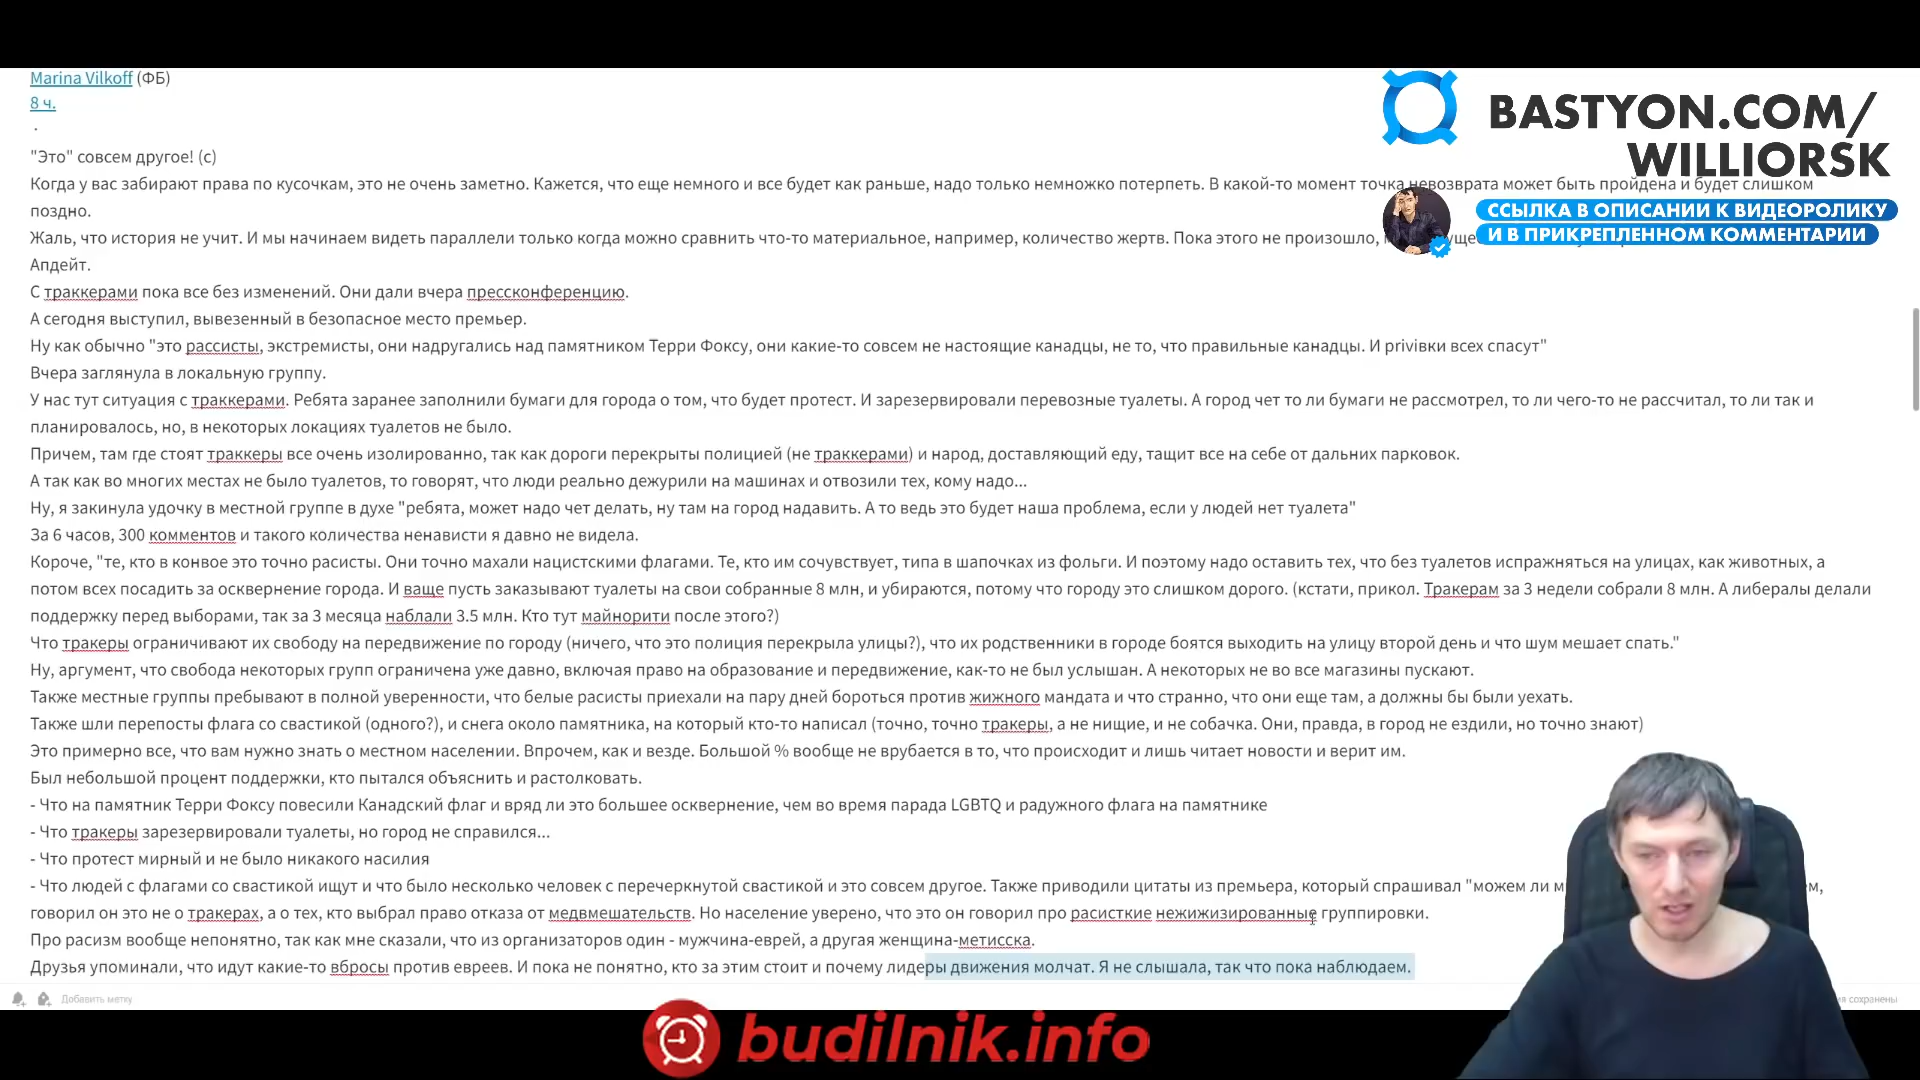 Marina Vilkoff (ФБ)
8 ч.
.
"Это" совсем другое! (с)
Когда у вас забирают права по кусочкам, это не очень заметно. Кажется, что еще немного и все будет как раньше, надо только немножко потерпеть. В какой-то момент точка невозврата может быть пройдена и будет слишком
поздно.
Жаль, что история не учит. И мы начинаем видеть параллели только когда можно сравнить что-то материальное, например, количество жертв. Пока этого не произошло,
Апдейт.
С траккерами пока все без изменений. Они дали вчера прессконференцию.
А сегодня выступил, вывезенный в безопасное место премьер.
Ну как обычно "это рассисты, экстремисты, они надругались над памятником Терри Фоксу, они какие-то совсем не настоящие канадцы, не то, что правильные канадцы. И priviвки всех спасут"
Вчера заглянула в локальную группу.
У нас тут ситуация с траккерами. Ребята заранее заполнили бумаги для города о том, что будет протест. И зарезервировали перевозные туалеты. А город чет то ли бумаги не рассмотрел, то ли чего-то не рассчитал, то ли так и
планировалось, но, в некоторых локациях туалетов не было.
Причем, там где стоят траккеры все очень изолированно, так как дороги перекрыты полицией (не траккерами) и народ, доставляющий еду, тащит все на себе от дальних парковок.
А так как во многих местах не было туалетов, то говорят, что люди реально дежурили на машинах и отвозили тех, кому надо...
Ну, я закинула удочку в местной группе в духе "ребята, может надо чет делать, ну там на город надавить. А то ведь это будет наша проблема, если у людей нет туалета"
За 6 часов, 300 комментов и такого количества ненависти я давно не видела.
Короче, "те, кто в конвое это точно расисты. Они точно махали нацистскими флагами. Те, кто им сочувствует, типа в шапочках из фольги. И поэтому надо оставить тех, что без туалетов испражняться на улицах, как животных, а
потом всех посадить за осквернение города. И ваще пусть заказывают туалеты на свои собранные 8 млн, и убираются, потому что городу это слишком дорого. (кстати, прикол. Тракерам за 3 недели собрали 8 млн. А либералы делали
поддержку перед выборами, так за 3 месяца наблали 3.5 млн. Кто тут майнорити после этого?)
Что тракеры ограничивают их свободу на передвижение по городу (ничего, что это полиция перекрыла улицы?), что их родственники в городе боятся выходить на улицу второй день и что шум мешает спать."
Ну, аргумент, что свобода некоторых групп ограничена уже давно, включая право на образование и передвижение, как-то не был услышан. А некоторых не во все магазины пускают.
Также местные группы пребывают в полной уверенности, что белые расисты приехали на пару дней бороться против жижного мандата и что странно, что они еще там, а должны бы были уехать.
Также шли перепосты флага со свастикой (одного?), и снега около памятника, на который кто-то написал (точно, точно тракеры, а не нищие, и не собачка. Они, правда, в город не ездили, но точно знают)
Это примерно все, что вам нужно знать о местном населении. Впрочем, как и везде. Большой % вообще не врубается в то, что происходит и лишь читает новости и верит им.
Был небольшой процент поддержки, кто пытался объяснить и растолковать.
- Что на памятник Терри Фоксу повесили Канадский флаг и вряд ли это большее осквернение, чем во время парада LGBTQ и радужного флага на памятнике
- Что тракеры зарезервировали туалеты, но город не справился...
- Что протест мирный и не было никакого насилия
- Что людей с флагами со свастикой ищут и что было несколько человек с перечеркнутой свастикой и это совсем другое. Также приводили цитаты из премьера, который спрашивал "можем ли
говорил он это не о тракерах, а о тех, кто выбрал право отказа от медвмешательств. Но население уверено, что это он говорил про расисткие нежижизированные группировки.
Про расизм вообще непонятно, так как мне сказали, что из организаторов один - мужчина-еврей, а другая женщина-метисска.
Друзья упоминали, что идут какие-то вбросы против евреев. И пока не понятно, кто за этим стоит и почему лидеры движения молчат. Я не слышала, так что пока наблюдаем.
Добавить метку
сохранены
BASTYON.COM/
WILLIORSK
ССЫЛКА В ОПИСАНИИ К ВИДЕОРОЛИКУ
И В ПРИКРЕПЛЕННОМ КОММЕНТАРИИ
budilnik.info